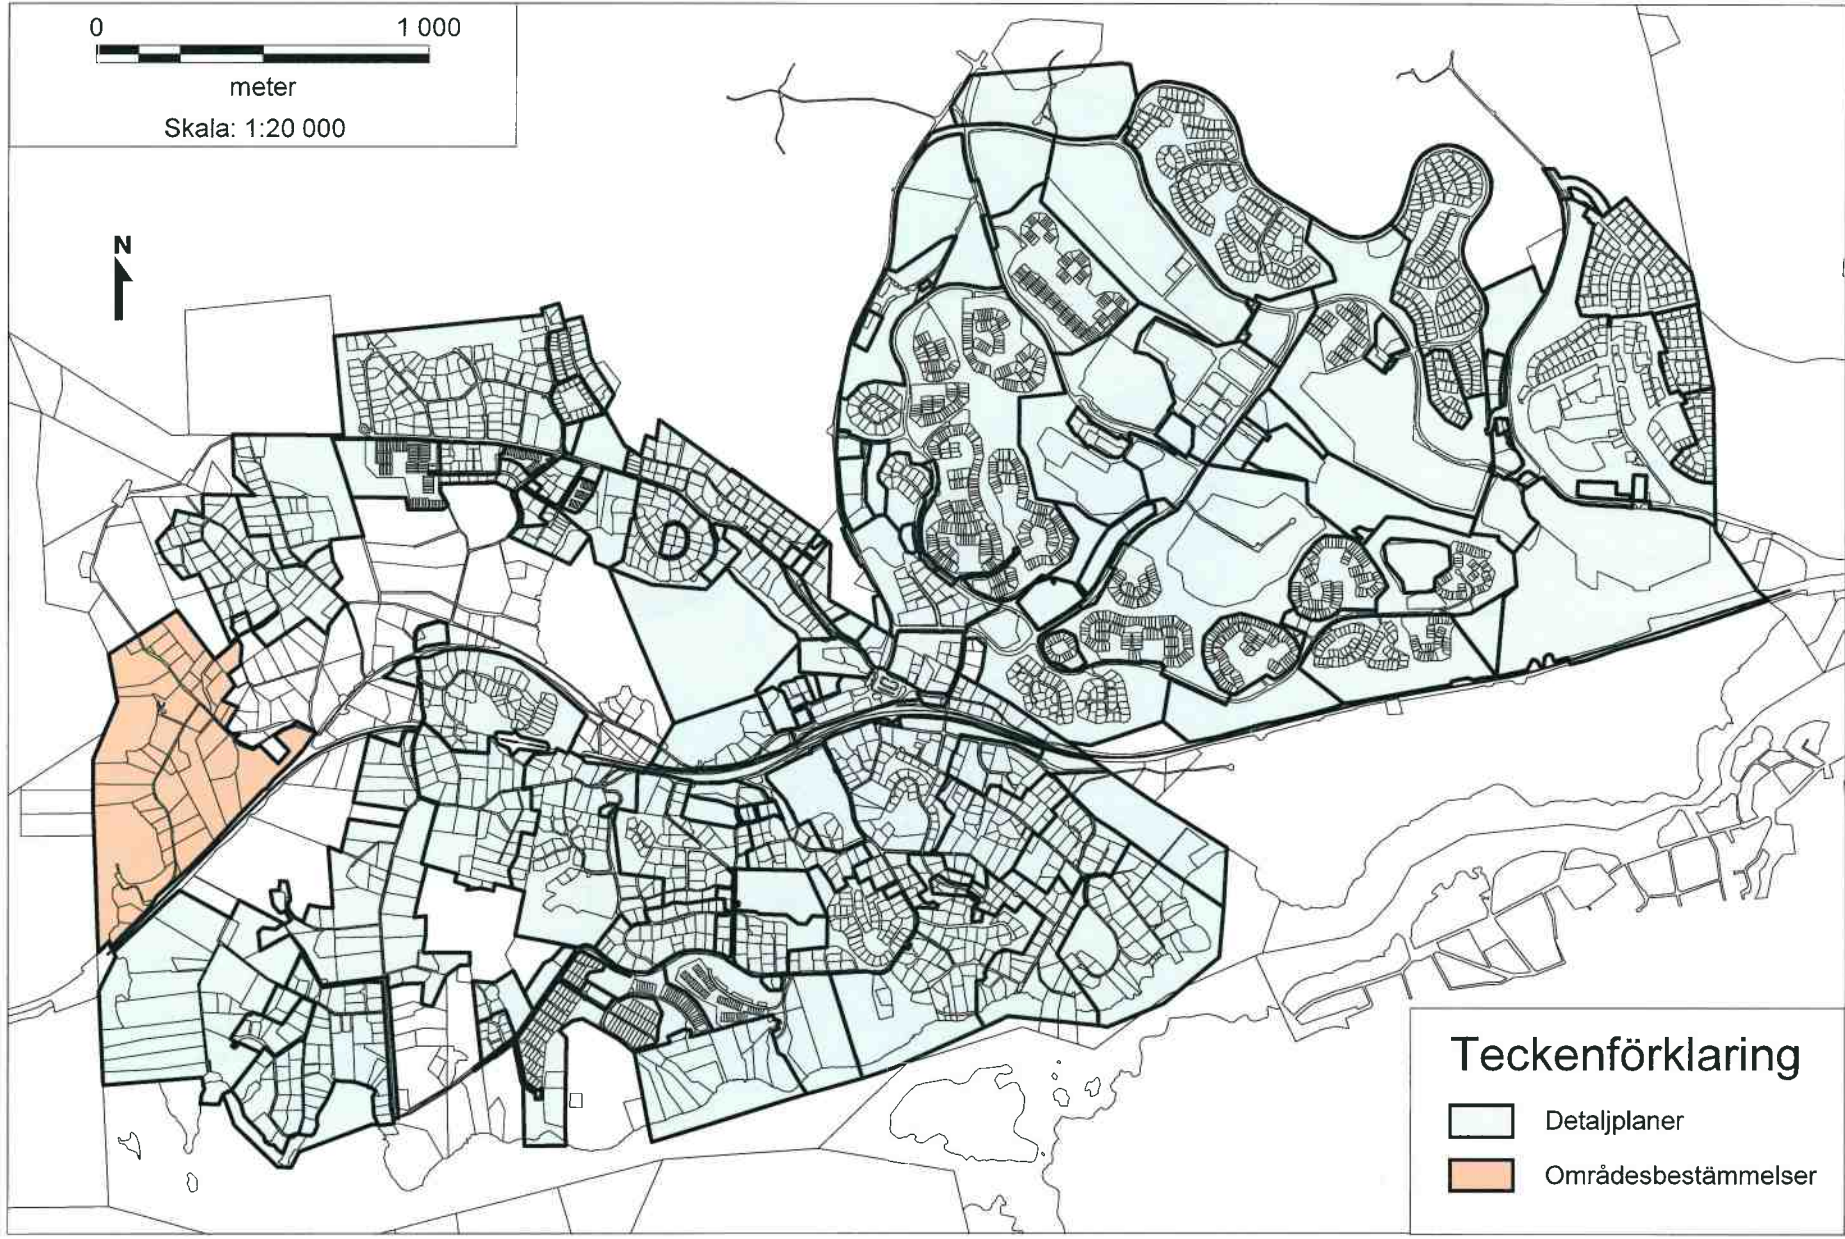 0 1 000
meter
Skala: 1:20 000
N
Teckenförklaring
Detaljplaner
Områdesbestämmelser